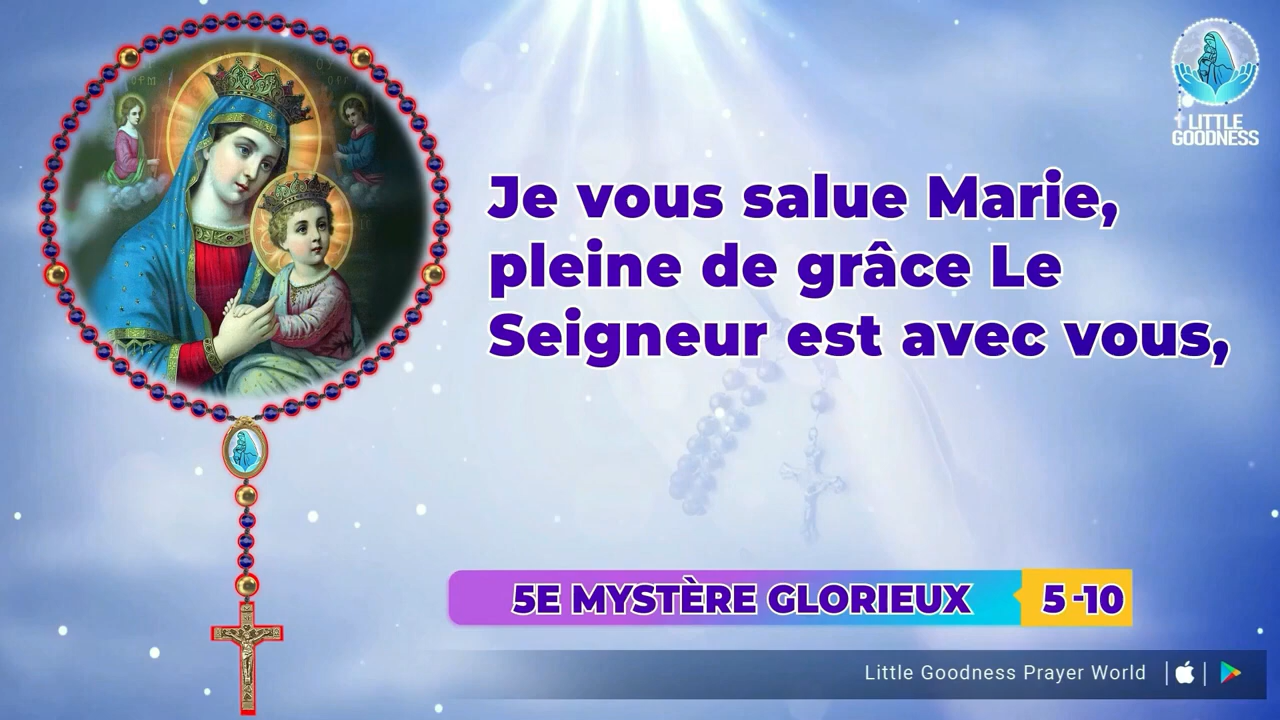 LITTLE
GOODNESS
Je vous salue Marie,
pleine de grâce Le
Seigneur est avec vous,
5E MYSTÈRE GLORIEUX
5 -10
Little Goodness Prayer World